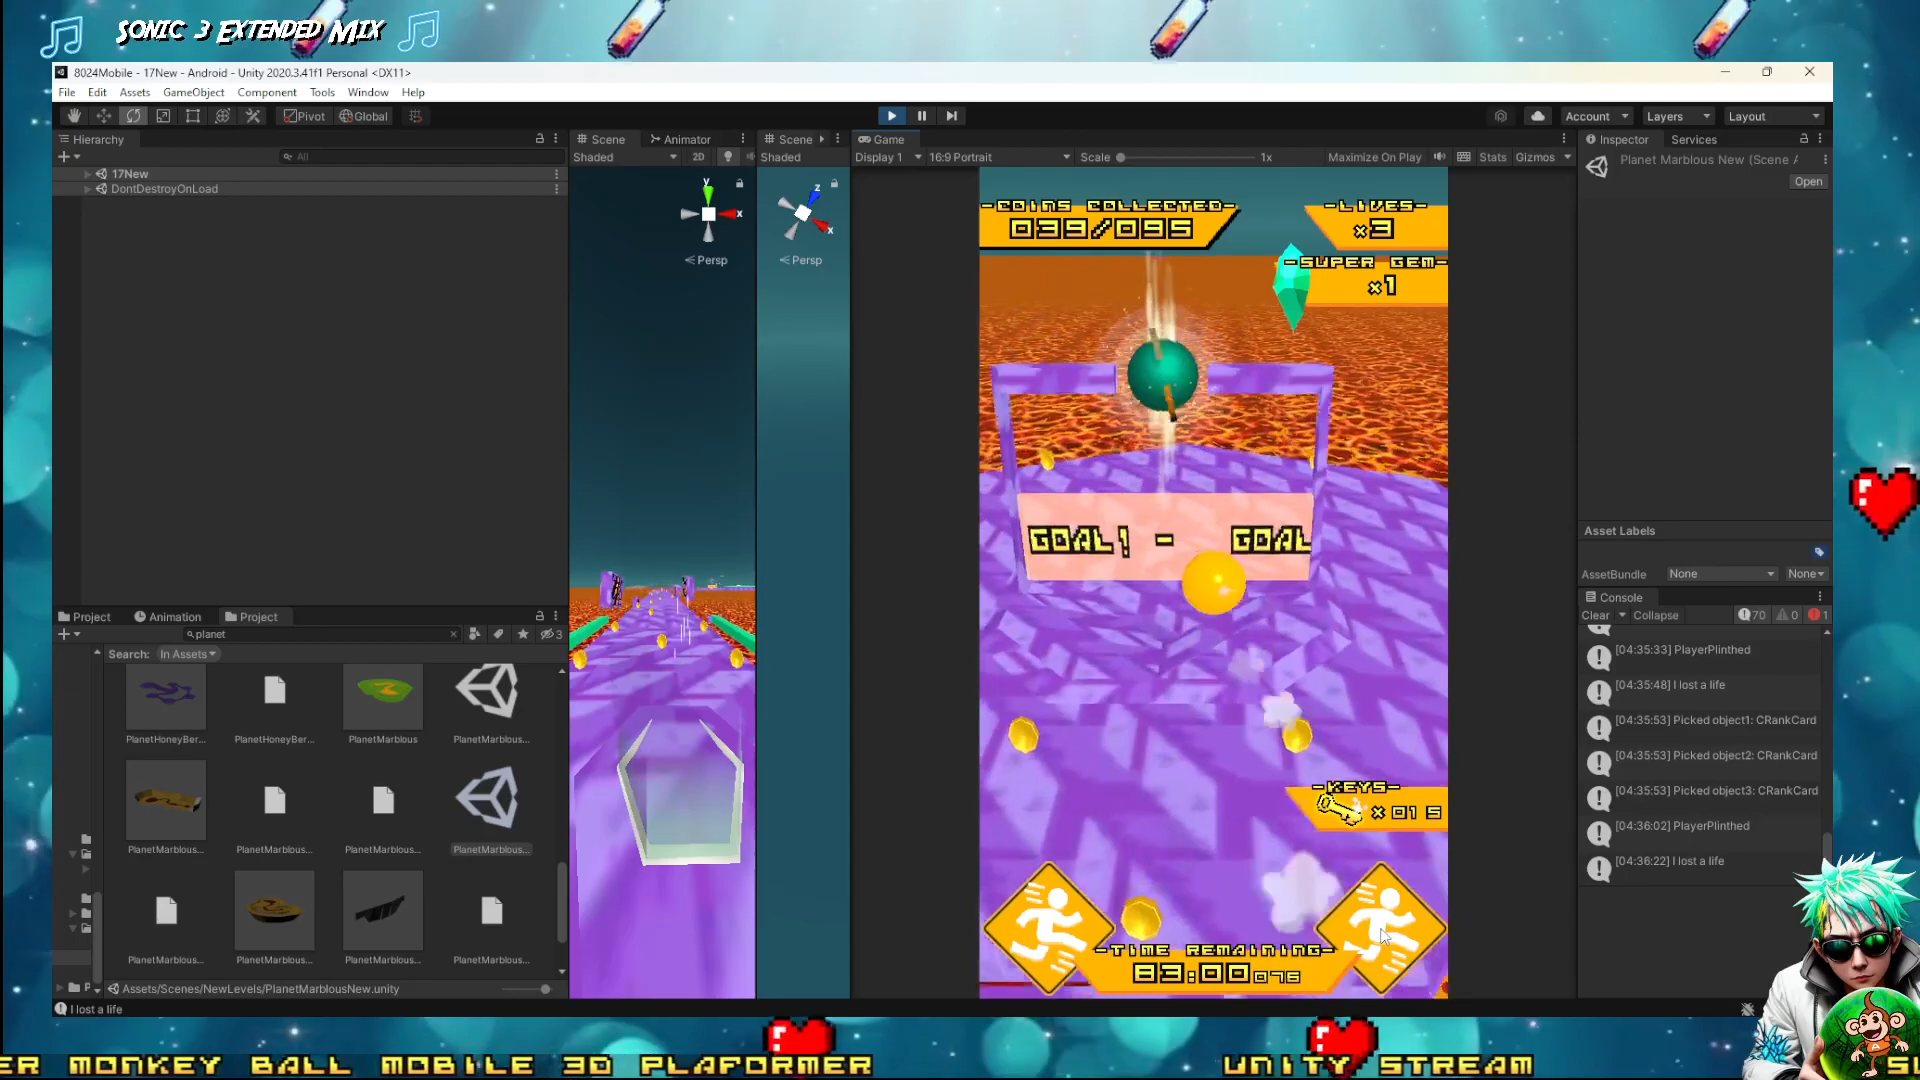 Sonic 3 Extended Mix
8024Mobile - 17New - Android - Unity 2020.3.41f1 Personal <DX11>
File Edit Assets GameObject Component Tools Window Help
Pivot Global
Account Layers Layout
Hierarchy
All
17New
DontDestroyOnLoad
Scene Animator
Shaded 2D
y
x
Persp
Scene
Shaded
z
x
Persp
Game
Display 1 16:9 Portrait Scale 1x Maximize On Play Stats Gizmos
-COINS COLLECTED-
039/095
-LIVES-
x3
-SUPER GEM-
x1
GOAL! - GOAL
-KEYS-
x01 5
-TIME REMAINING-
83:00 076
Inspector Services
Planet Marblous New (Scene A
Open
Asset Labels
AssetBundle None None
Console
Clear Collapse 70 0 1
[04:35:33] PlayerPlinthed
[04:35:48] I lost a life
[04:35:53] Picked object1: CRankCard
[04:35:53] Picked object2: CRankCard
[04:35:53] Picked object3: CRankCard
[04:36:02] PlayerPlinthed
[04:36:22] I lost a life
Project Animation Project
planet
3
Search: In Assets
PlanetHoneyBer... PlanetHoneyBer... PlanetMarblous PlanetMarblous...
PlanetMarblous... PlanetMarblous... PlanetMarblous... PlanetMarblous...
PlanetMarblous... PlanetMarblous... PlanetMarblous... PlanetMarblous...
P
Assets/Scenes/NewLevels/PlanetMarblousNew.unity
I lost a life
ER MONKEY BALL MOBILE 3D PLAFORMER UNITY STREAM SU